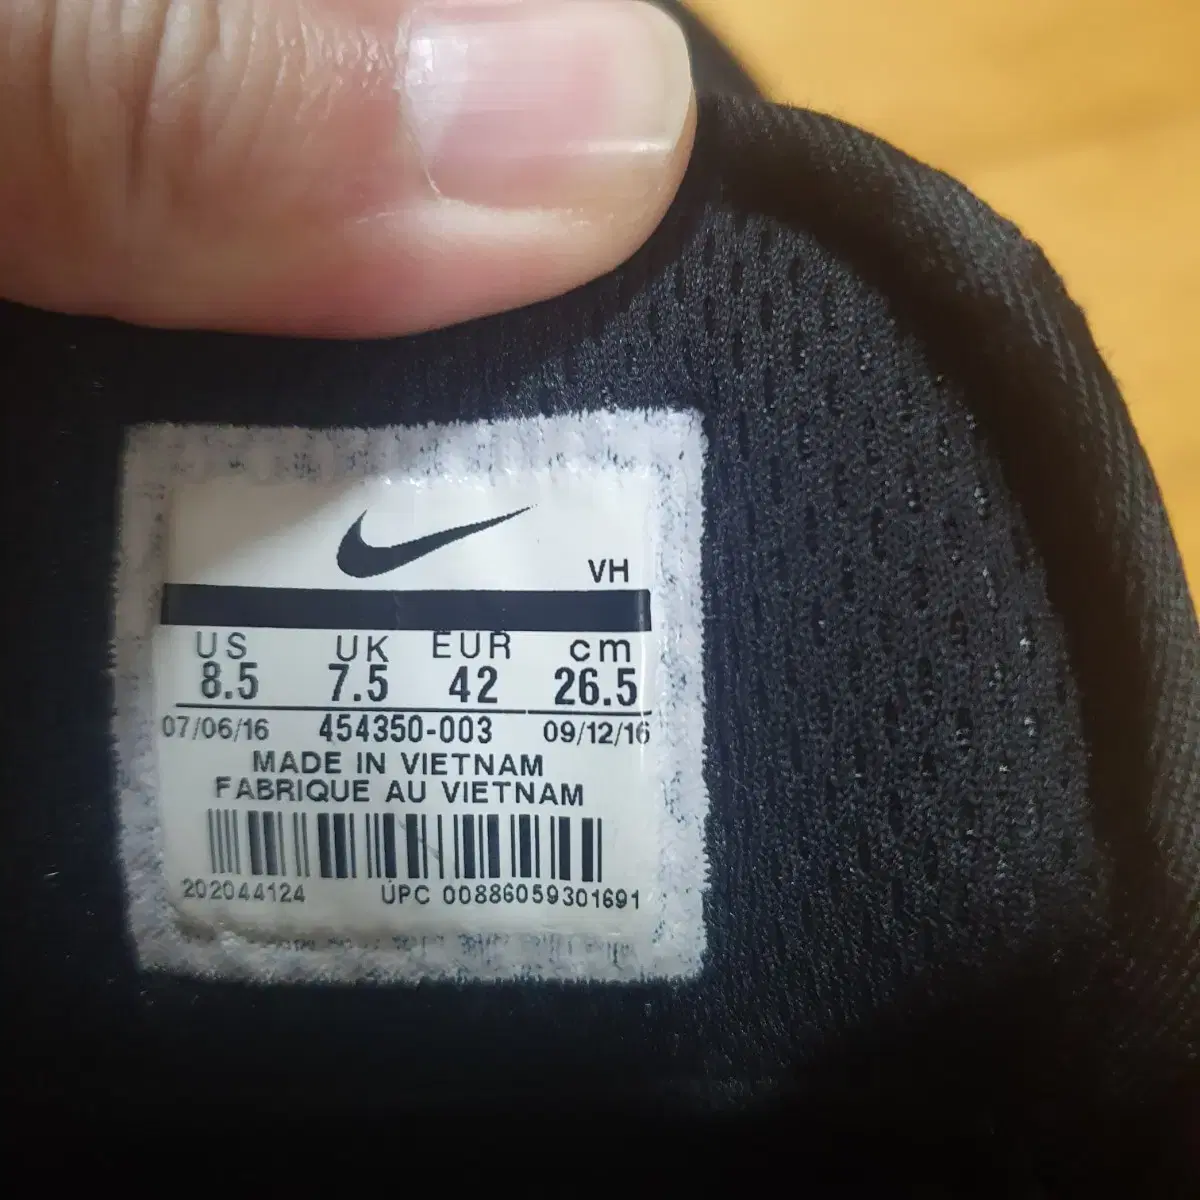 VH
US UK EUR cm
8.5 7.5 42 26.5
07/06/16 454350-003 09/12/16
MADE IN VIETNAM
FABRIQUE AU VIETNAM
202044124 UPC 00886059301691